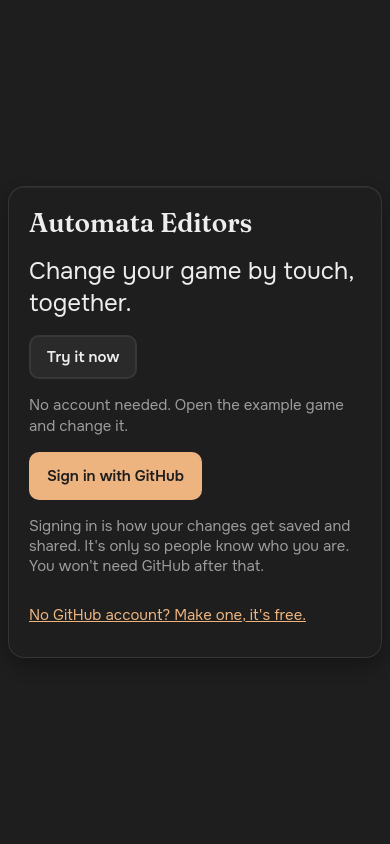 Automata Editors
Change your game by touch,
together.
Try it now
No account needed. Open the example game
and change it.
Sign in with GitHub
Signing in is how your changes get saved and
shared. It's only so people know who you are.
You won't need GitHub after that.
No GitHub account? Make one, it's free.